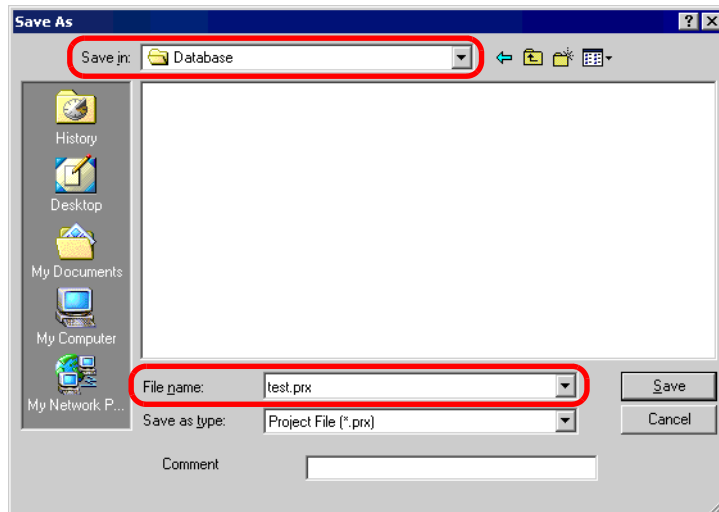 Save As
Save in: Database
History
Desktop
My Documents
My Computer
My Network P...
File name: test.prx
Save
Save as type: Project File (*.prx)
Cancel
Comment